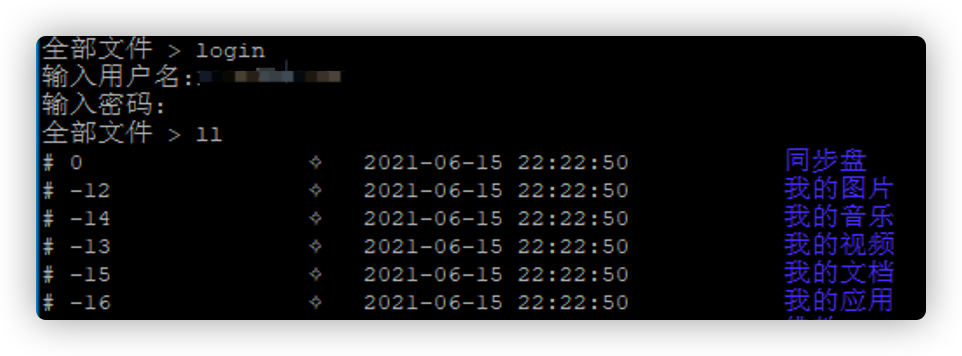 全部文件 > login
输入用户名:
输入密码:
全部文件 > ll
# 0 ✧ 2021-06-15 22:22:50 同步盘
# -12 ✧ 2021-06-15 22:22:50 我的图片
# -14 ✧ 2021-06-15 22:22:50 我的音乐
# -13 ✧ 2021-06-15 22:22:50 我的视频
# -15 ✧ 2021-06-15 22:22:50 我的文档
# -16 ✧ 2021-06-15 22:22:50 我的应用